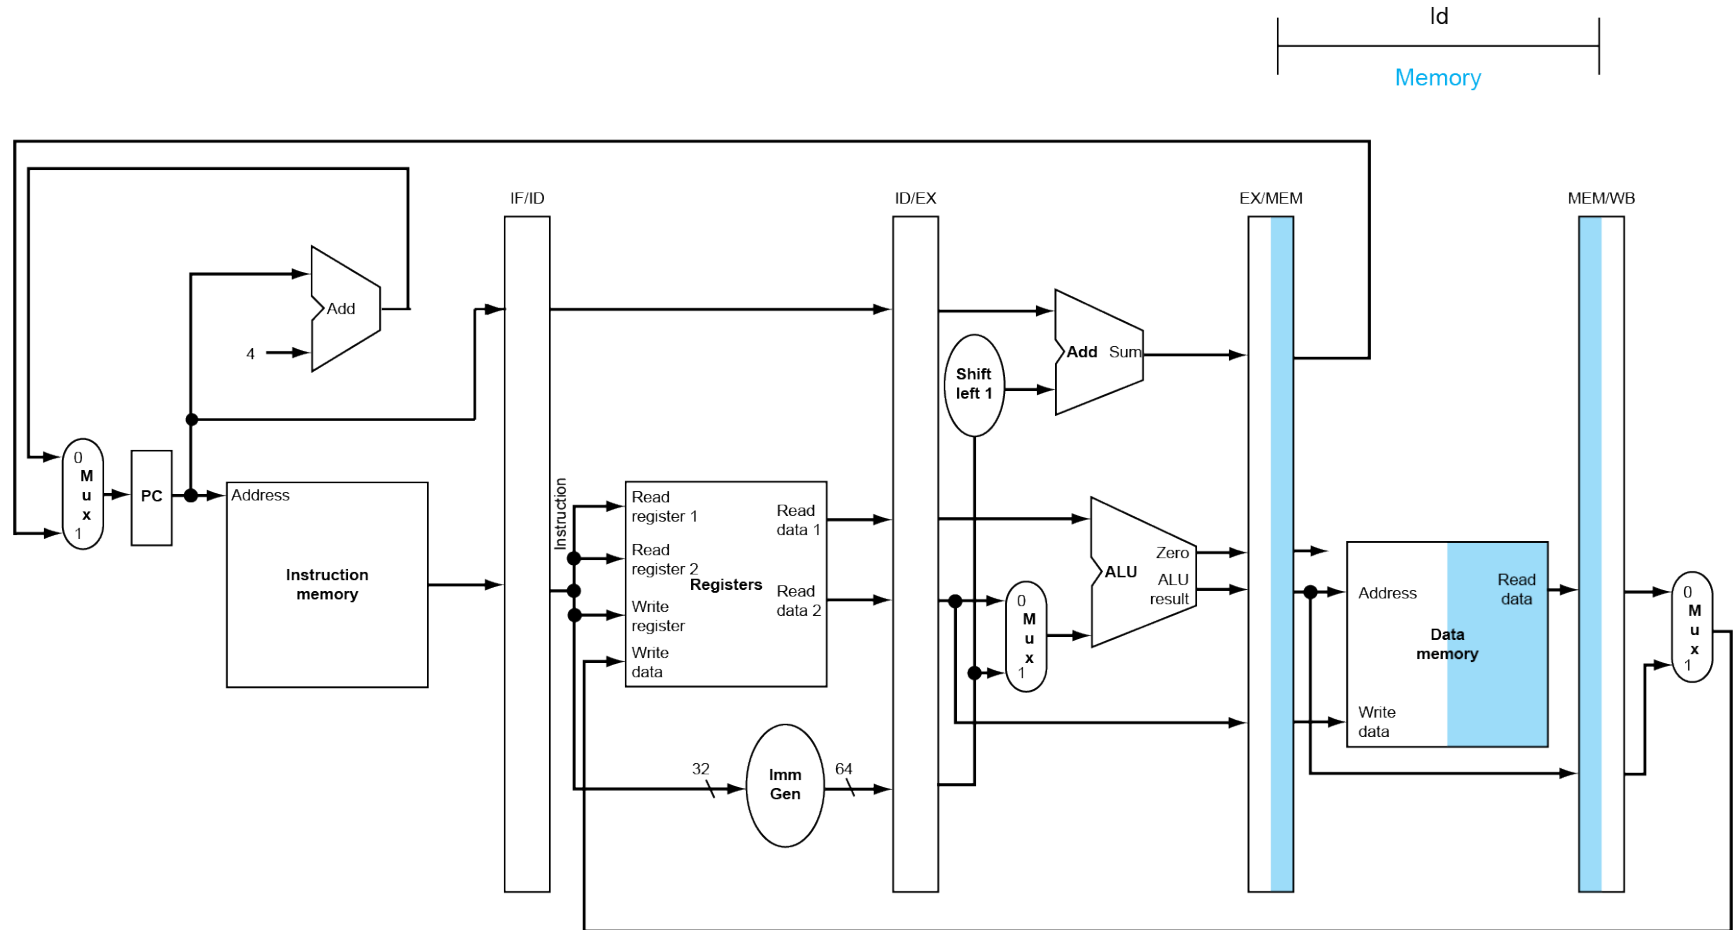 ld
Memory
IF/ID
ID/EX
EX/MEM
MEM/WB
Add
4
Add Sum
Shift
left 1
0
M
u
x
1
PC
Address
Instruction
memory
Instruction
Read
register 1
Read
register 2
Write
register
Write
data
Registers
Read
data 1
Read
data 2
32
Imm
Gen
64
0
M
u
x
1
ALU
Zero
ALU
result
Address
Read
data
Data
memory
Write
data
0
M
u
x
1